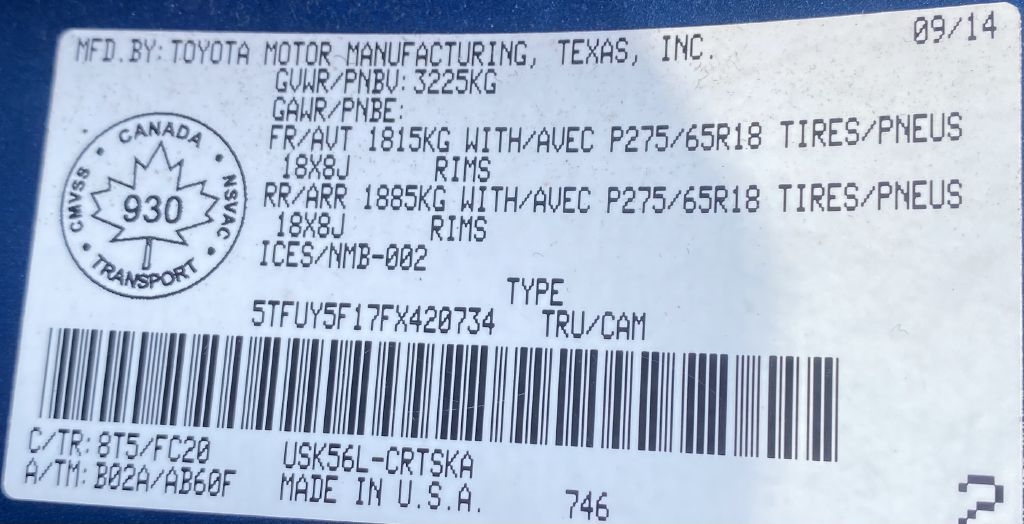 MFD.BY: TOYOTA MOTOR MANUFACTURING, TEXAS, INC. 09/14
GVWR/PNBV: 3225KG
GAWR/PNBE:
FR/AVT 1815KG WITH/AVEC P275/65R18 TIRES/PNEUS
18X8J RIMS
RR/ARR 1885KG WITH/AVEC P275/65R18 TIRES/PNEUS
18X8J RIMS
ICES/NMB-002
CANADA
CMVSS 930 NSVAC
TRANSPORT
TYPE
5TFUY5F17FX420734 TRU/CAM
C/TR: 8T5/FC20 USK56L-CRTSKA
A/TM: B02A/AB60F MADE IN U.S.A. 746 2